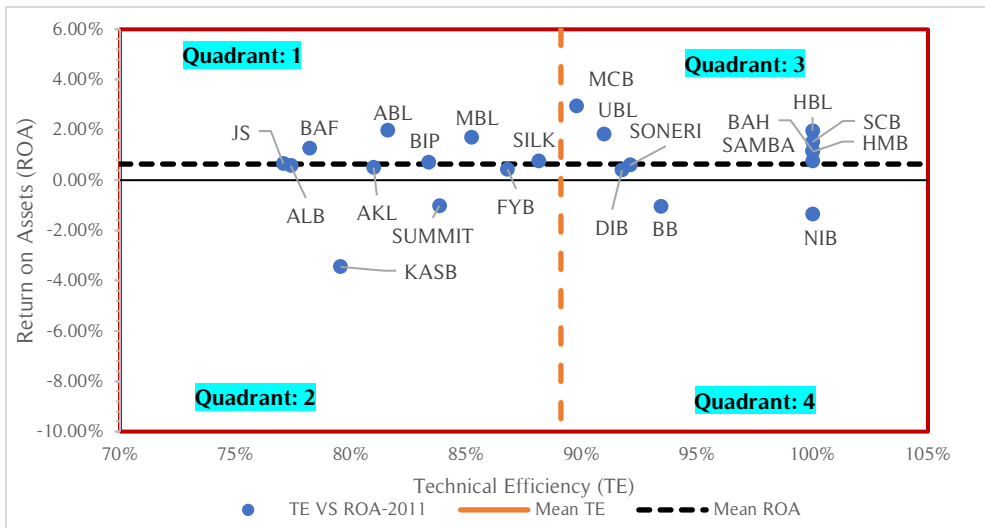 6.00%
4.00%
2.00%
0.00%
-2.00%
-4.00%
-6.00%
-8.00%
-10.00%
Return on Assets (ROA)
Quadrant: 1
Quadrant: 3
MCB
HBL
UBL
ABL
MBL
BAH
SCB
JS
BAF
BIP
SILK
SONERI
SAMBA
HMB
ALB
AKL
FYB
DIB
BB
NIB
SUMMIT
KASB
Quadrant: 2
Quadrant: 4
70%
75%
80%
85%
90%
95%
100%
105%
Technical Efficiency (TE)
TE VS ROA-2011
Mean TE
Mean ROA